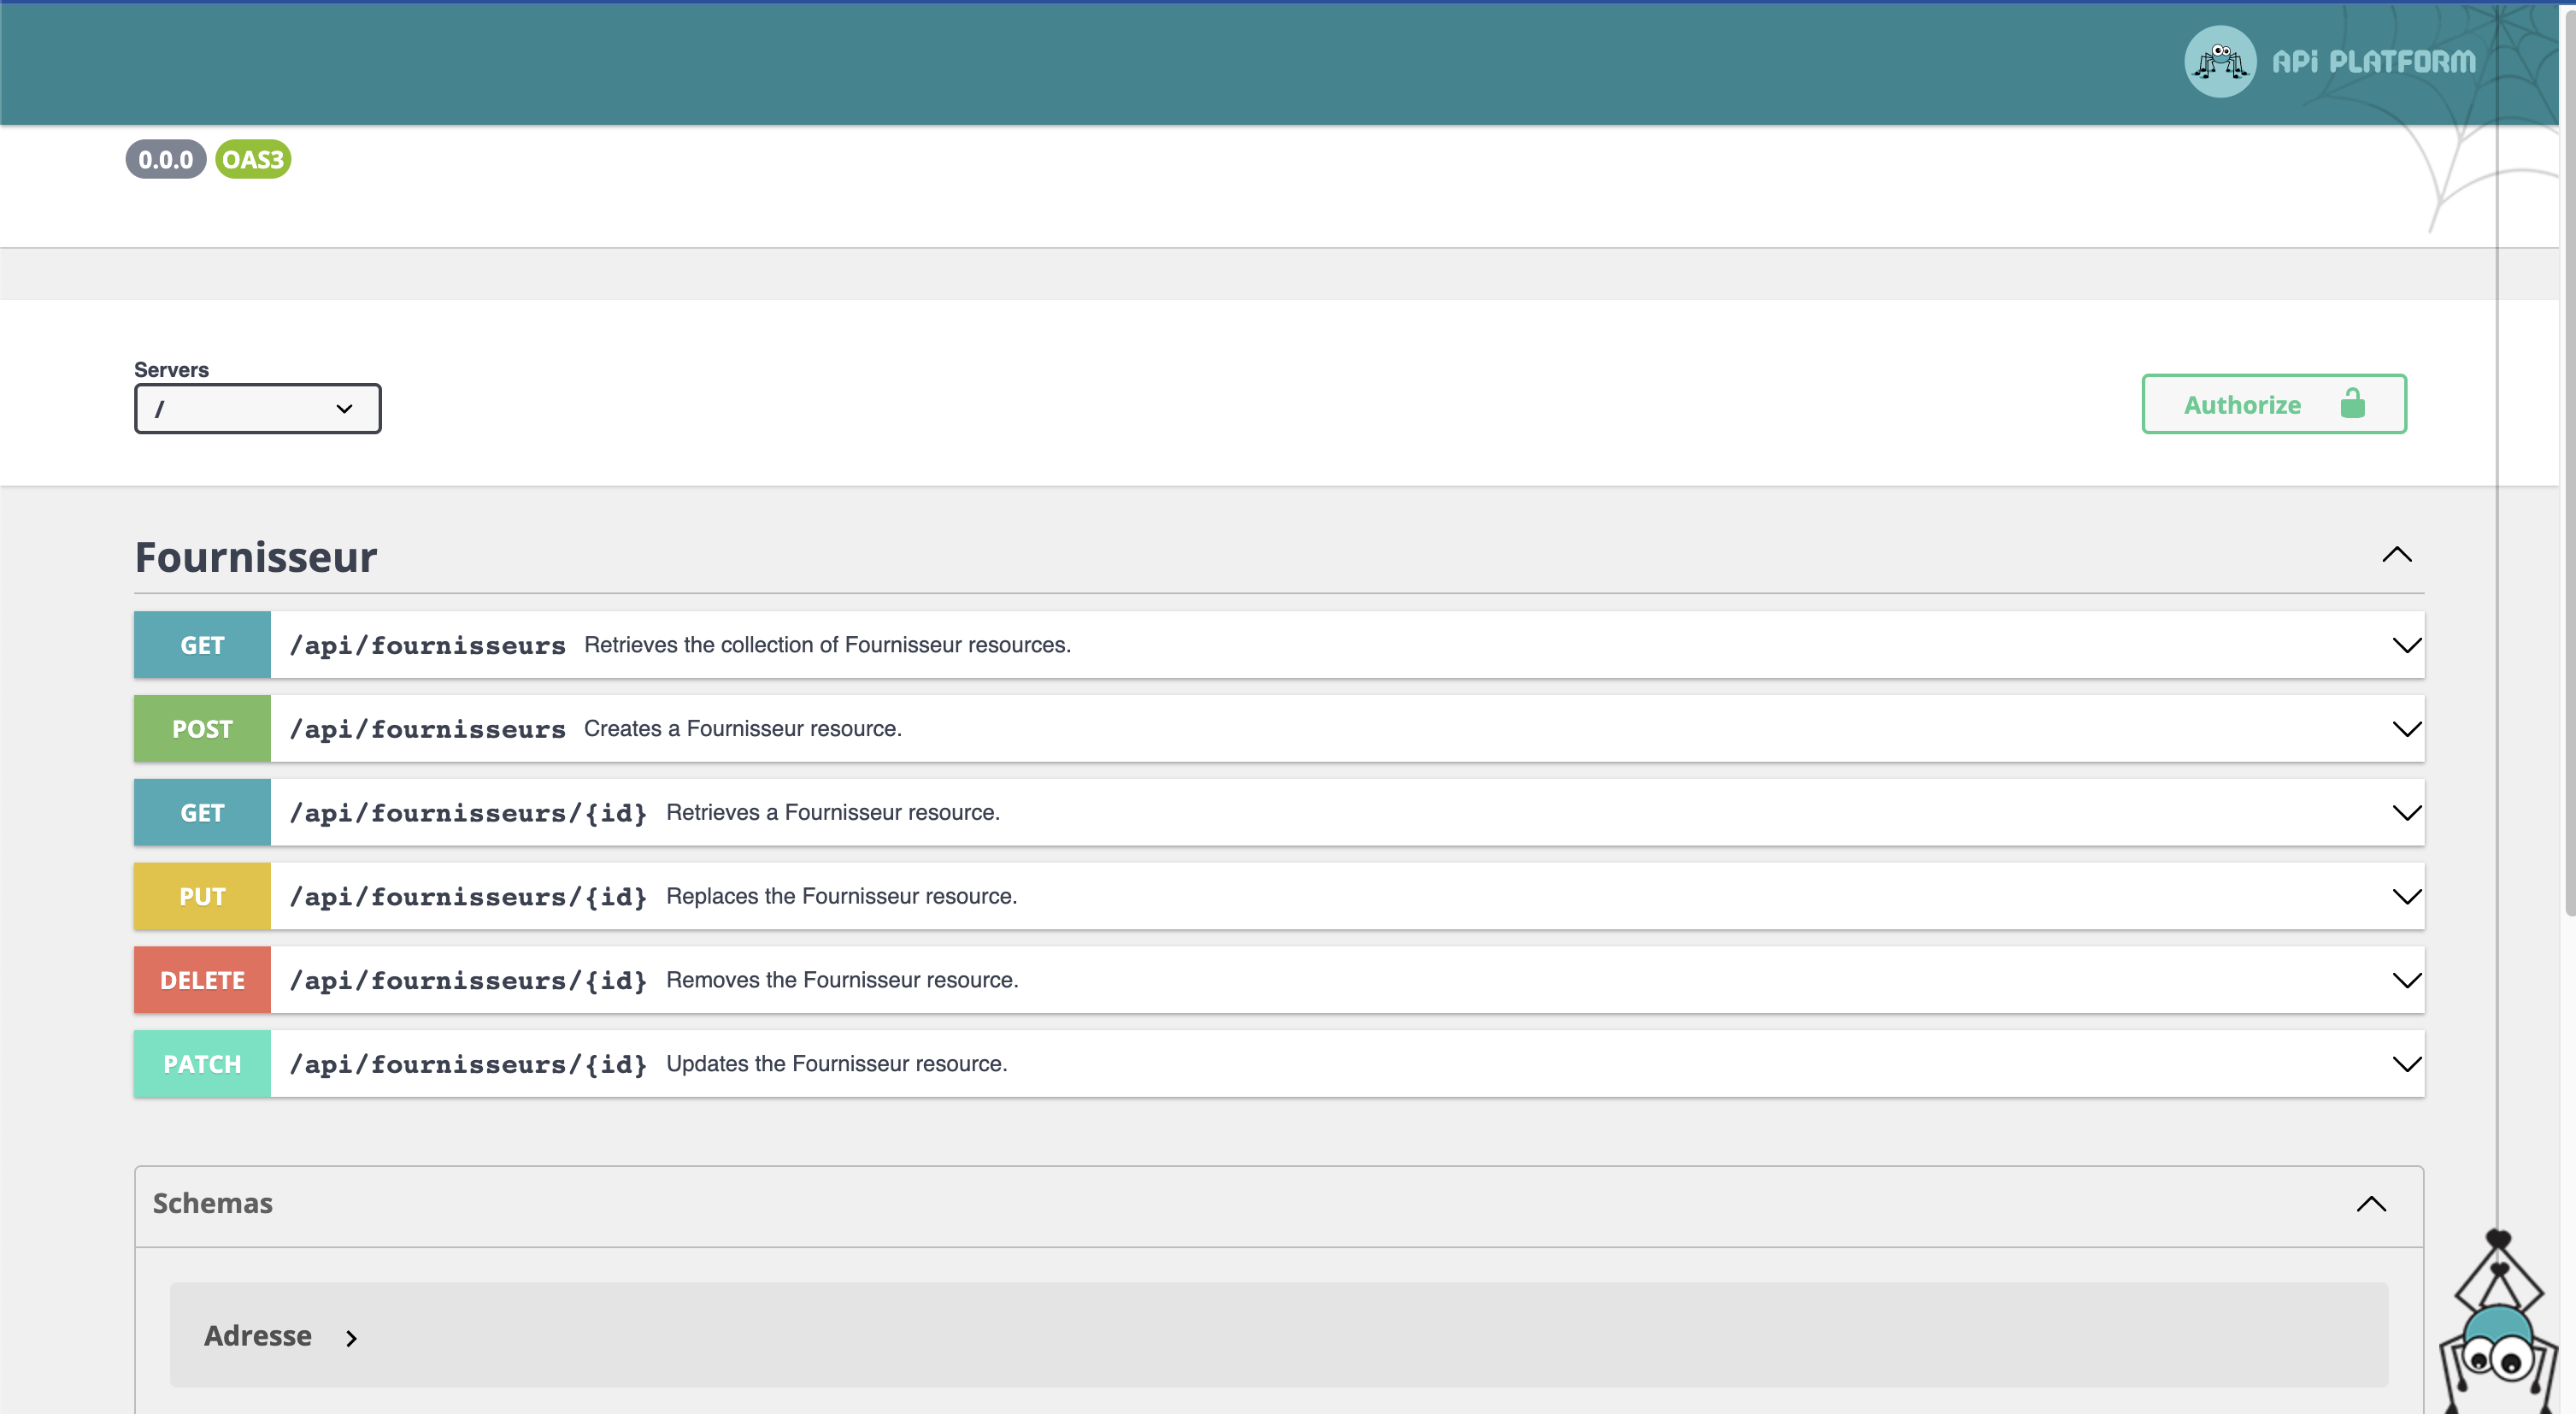 APi PLATFORM
0.0.0 OAS3
Servers
/
Authorize
Fournisseur
GET /api/fournisseurs Retrieves the collection of Fournisseur resources.
POST /api/fournisseurs Creates a Fournisseur resource.
GET /api/fournisseurs/{id} Retrieves a Fournisseur resource.
PUT /api/fournisseurs/{id} Replaces the Fournisseur resource.
DELETE /api/fournisseurs/{id} Removes the Fournisseur resource.
PATCH /api/fournisseurs/{id} Updates the Fournisseur resource.
Schemas
Adresse